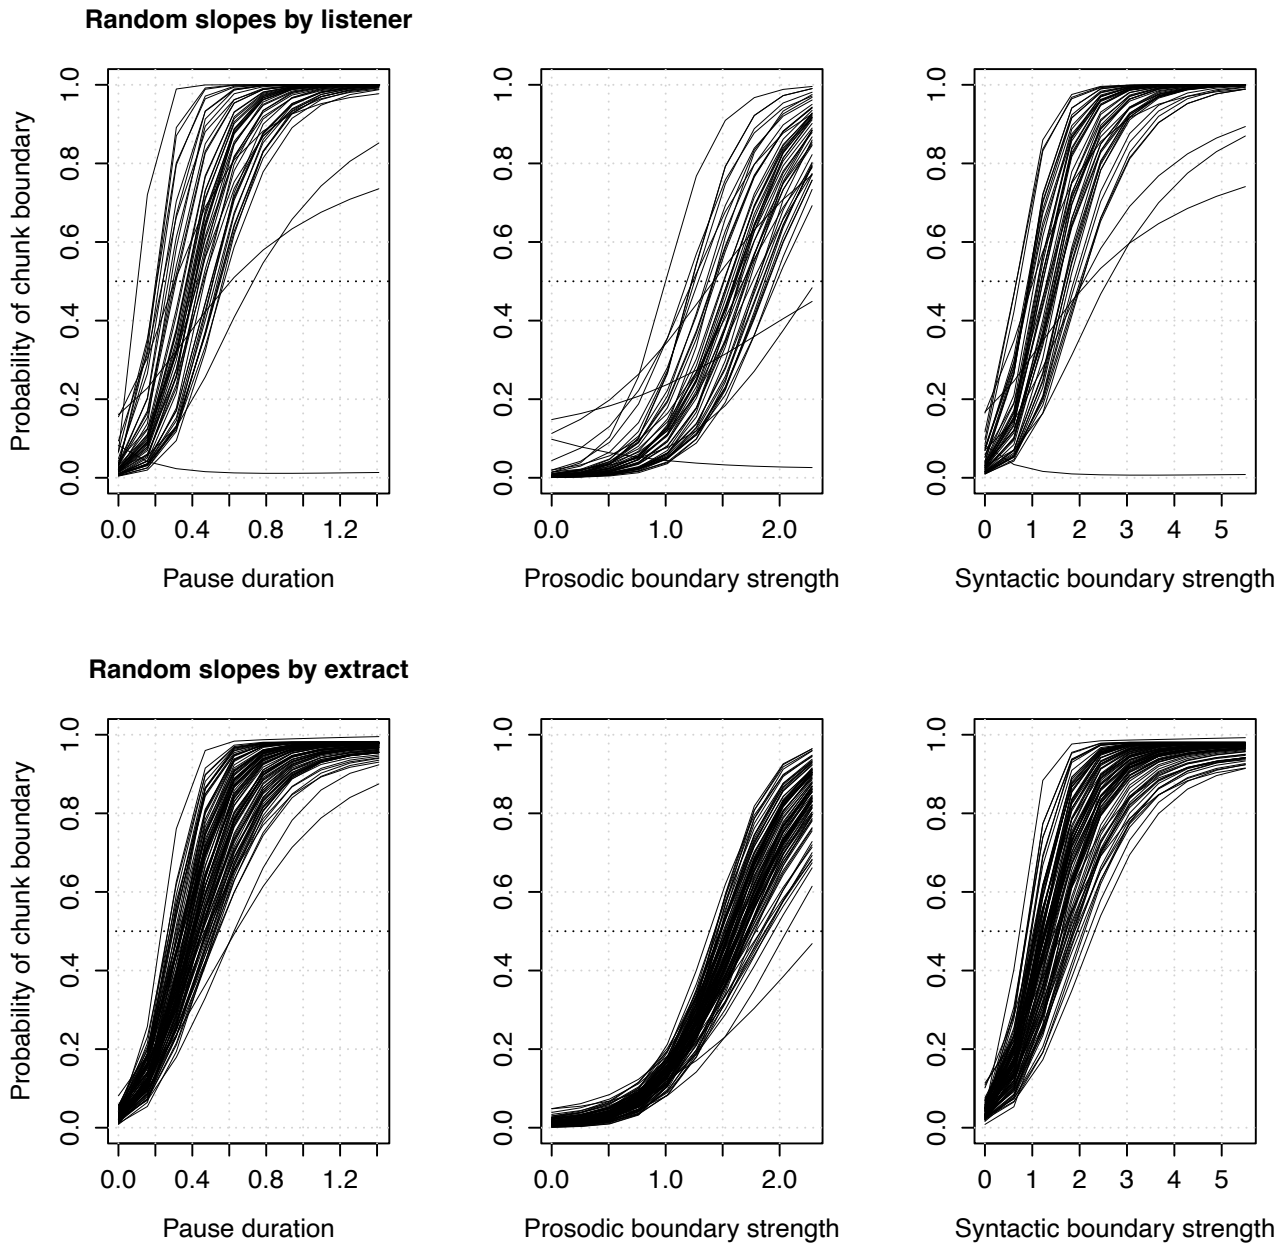 Random slopes by listener
Probability of chunk boundary
0.0 0.2 0.4 0.6 0.8 1.0
0.0 0.4 0.8 1.2
Pause duration
0.0 0.2 0.4 0.6 0.8 1.0
0.0 1.0 2.0
Prosodic boundary strength
0.0 0.2 0.4 0.6 0.8 1.0
0 1 2 3 4 5
Syntactic boundary strength
Random slopes by extract
Probability of chunk boundary
0.0 0.2 0.4 0.6 0.8 1.0
0.0 0.4 0.8 1.2
Pause duration
0.0 0.2 0.4 0.6 0.8 1.0
0.0 1.0 2.0
Prosodic boundary strength
0.0 0.2 0.4 0.6 0.8 1.0
0 1 2 3 4 5
Syntactic boundary strength